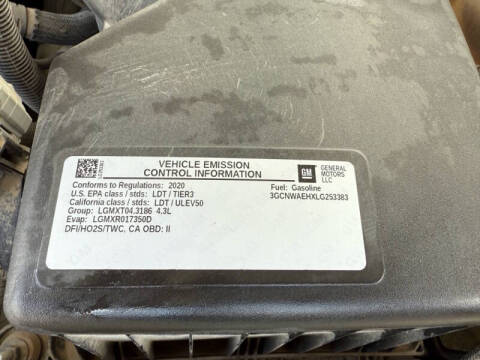 VEHICLE EMISSION
CONTROL INFORMATION
GM
GENERAL
MOTORS
LLC
Conforms to Regulations: 2020
U.S. EPA class / stds: LDT / TIER3
California class / stds: LDT / ULEV50
Group: LGMXT04.3186 4.3L
Evap: LGMXR017350D
DFI/HO2S/TWC, CA OBD: II
Fuel: Gasoline
3GCNWAEHXLG253383